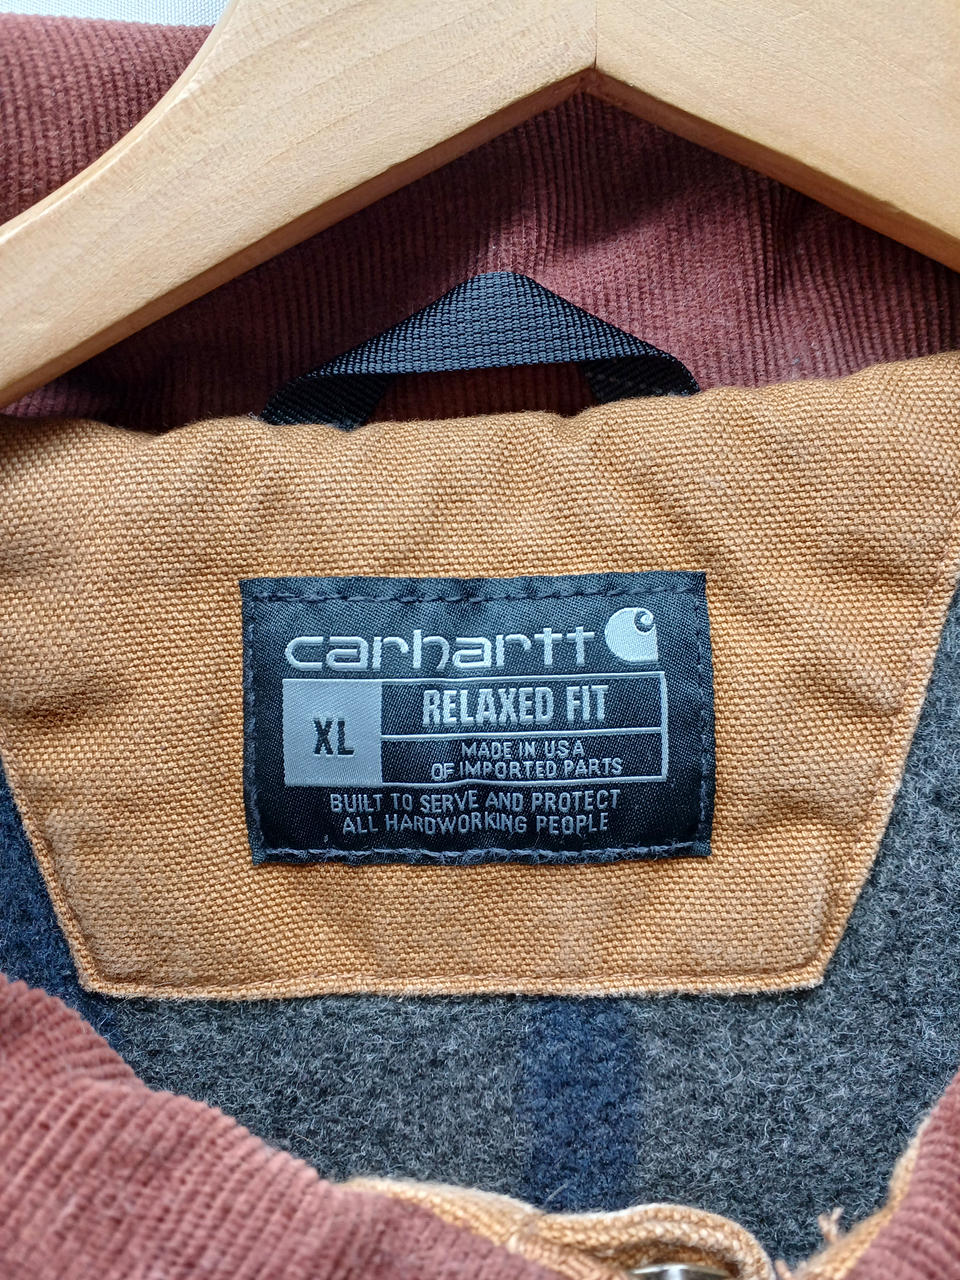 carhartt
XL
RELAXED FIT
MADE IN USA
OF IMPORTED PARTS
BUILT TO SERVE AND PROTECT
ALL HARDWORKING PEOPLE